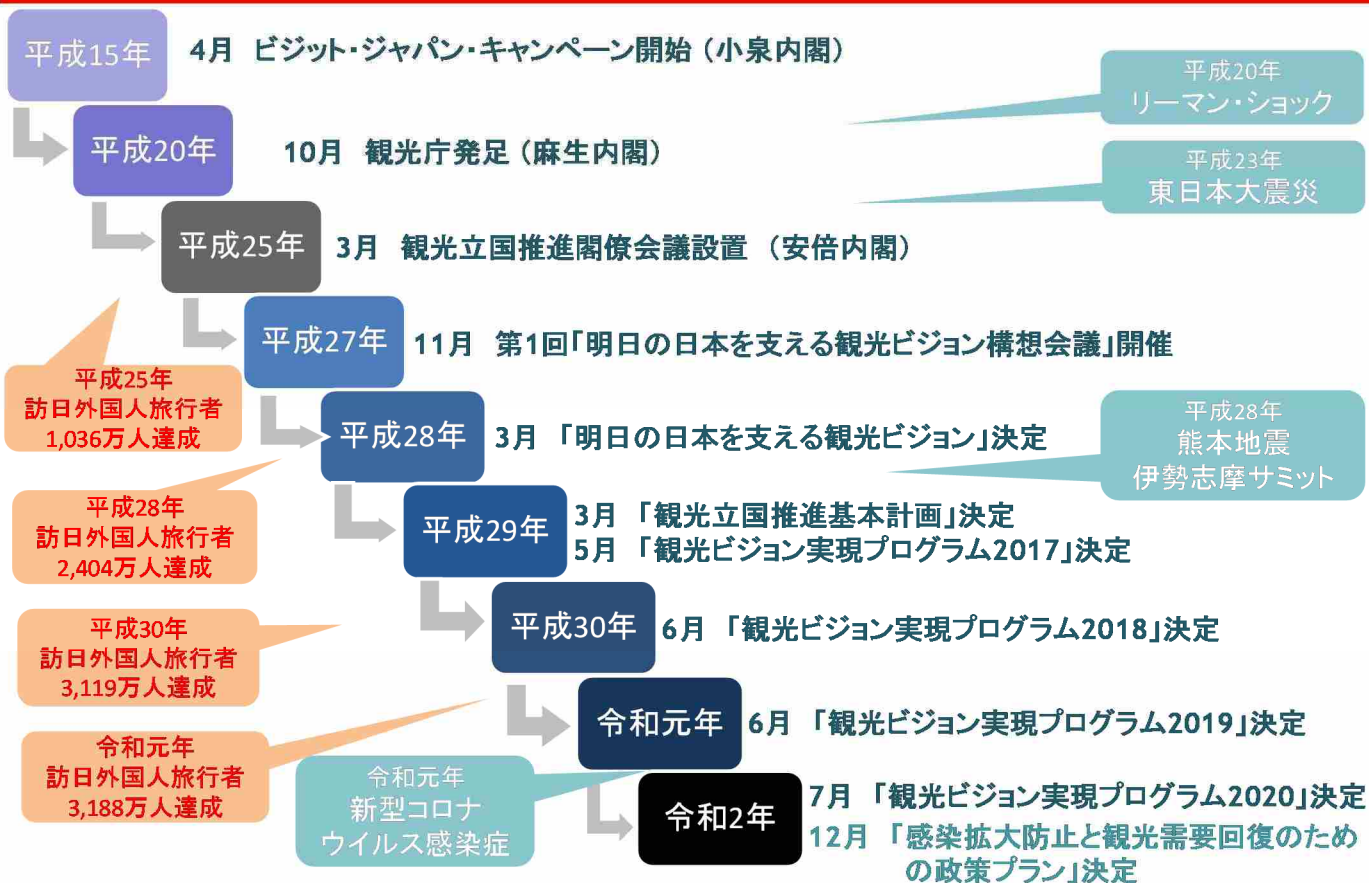 平成15年
4月 ビジット・ジャパン・キャンペーン開始（小泉内閣）
平成20年
リーマン・ショック
平成20年
10月 観光庁発足（麻生内閣）
平成23年
東日本大震災
平成25年
3月 観光立国推進閣僚会議設置 （安倍内閣）
平成27年
11月 第1回「明日の日本を支える観光ビジョン構想会議」開催
平成25年
訪日外国人旅行者
1,036万人達成
平成28年
3月 「明日の日本を支える観光ビジョン」決定
平成28年
熊本地震
伊勢志摩サミット
平成28年
訪日外国人旅行者
2,404万人達成
平成29年
3月 「観光立国推進基本計画」決定
5月 「観光ビジョン実現プログラム2017」決定
平成30年
6月 「観光ビジョン実現プログラム2018」決定
平成30年
訪日外国人旅行者
3,119万人達成
令和元年
6月 「観光ビジョン実現プログラム2019」決定
令和元年
訪日外国人旅行者
3,188万人達成
令和元年
新型コロナ
ウイルス感染症
令和2年
7月 「観光ビジョン実現プログラム2020」決定
12月 「感染拡大防止と観光需要回復のため
の政策プラン」決定